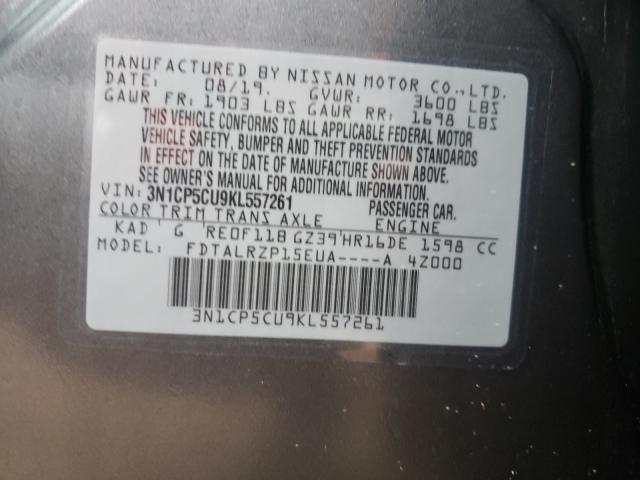 MANUFACTURED BY NISSAN MOTOR CO.,LTD.
DATE: 08/19. GVWR: 3600 LBS
GAWR FR: 1903 LBS GAWR RR: 1698 LBS
THIS VEHICLE CONFORMS TO ALL APPLICABLE FEDERAL MOTOR
VEHICLE SAFETY, BUMPER AND THEFT PREVENTION STANDARDS
IN EFFECT ON THE DATE OF MANUFACTURE SHOWN ABOVE.
SEE OWNER'S MANUAL FOR ADDITIONAL INFORMATION.
VIN: 3N1CP5CU9KL557261 PASSENGER CAR.
COLOR TRIM TRANS AXLE ENGINE
KAD G RE0F11B GZ39 HR16DE 1598 CC
MODEL: FDTALRZP15EUA----A 4Z000
3N1CP5CU9KL557261